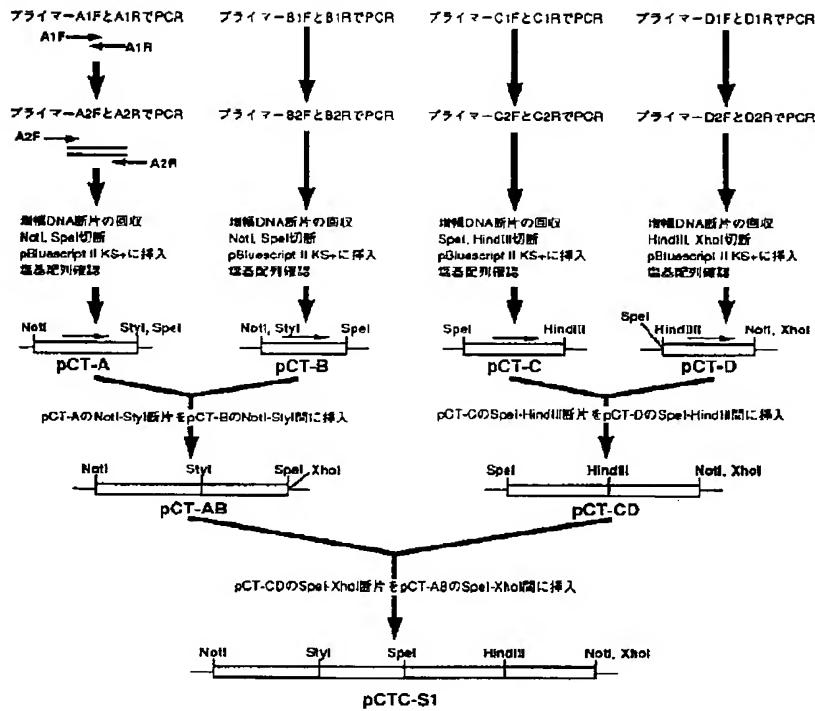 プライマーA1FとA1RでPCR
A1F
A1R
プライマーA2FとA2RでPCR
A2F
A2R
増幅DNA断片の回収
NotI, SpeI切断
pBluescript II KS+に挿入
塩基配列確認
NotI
StyI, SpeI
pCT-A
プライマーB1FとB1RでPCR
プライマーB2FとB2RでPCR
増幅DNA断片の回収
NotI, SpeI切断
pBluescript II KS+に挿入
塩基配列確認
NotI, StyI
SpeI
pCT-B
プライマーC1FとC1RでPCR
プライマーC2FとC2RでPCR
増幅DNA断片の回収
SpeI, HindIII切断
pBluescript II KS+に挿入
塩基配列確認
SpeI
HindIII
pCT-C
プライマーD1FとD1RでPCR
プライマーD2FとD2RでPCR
増幅DNA断片の回収
HindIII, XhoI切断
pBluescript II KS+に挿入
塩基配列確認
SpeI
HindIII
NotI, XhoI
pCT-D
pCT-AのNotI-StyI断片をpCT-BのNotI-StyI間に挿入
pCT-CのSpeI-HindIII断片をpCT-DのSpeI-HindIII間に挿入
NotI
StyI
SpeI
XhoI
pCT-AB
SpeI
HindIII
NotI, XhoI
pCT-CD
pCT-CDのSpeI-XhoI断片をpCT-ABのSpeI-XhoI間に挿入
NotI
StyI
SpeI
HindIII
NotI, XhoI
pCTC-S1